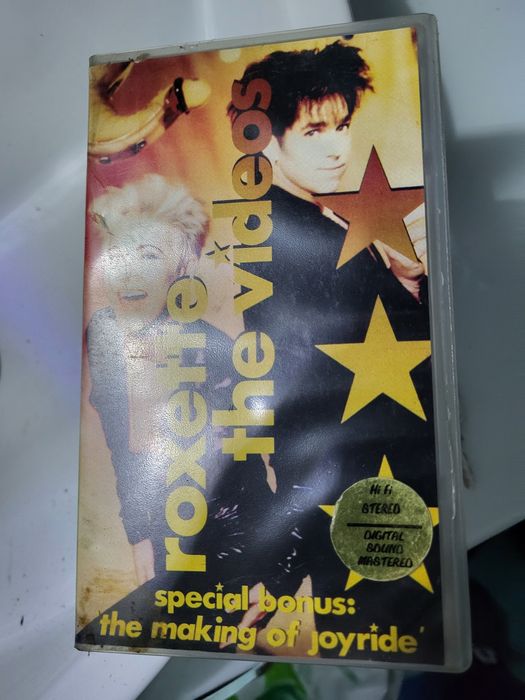 roxette
the videos
Hi Fi
STEREO
DIGITAL
SOUND
MASTERED
special bonus:
'the making of joyride'